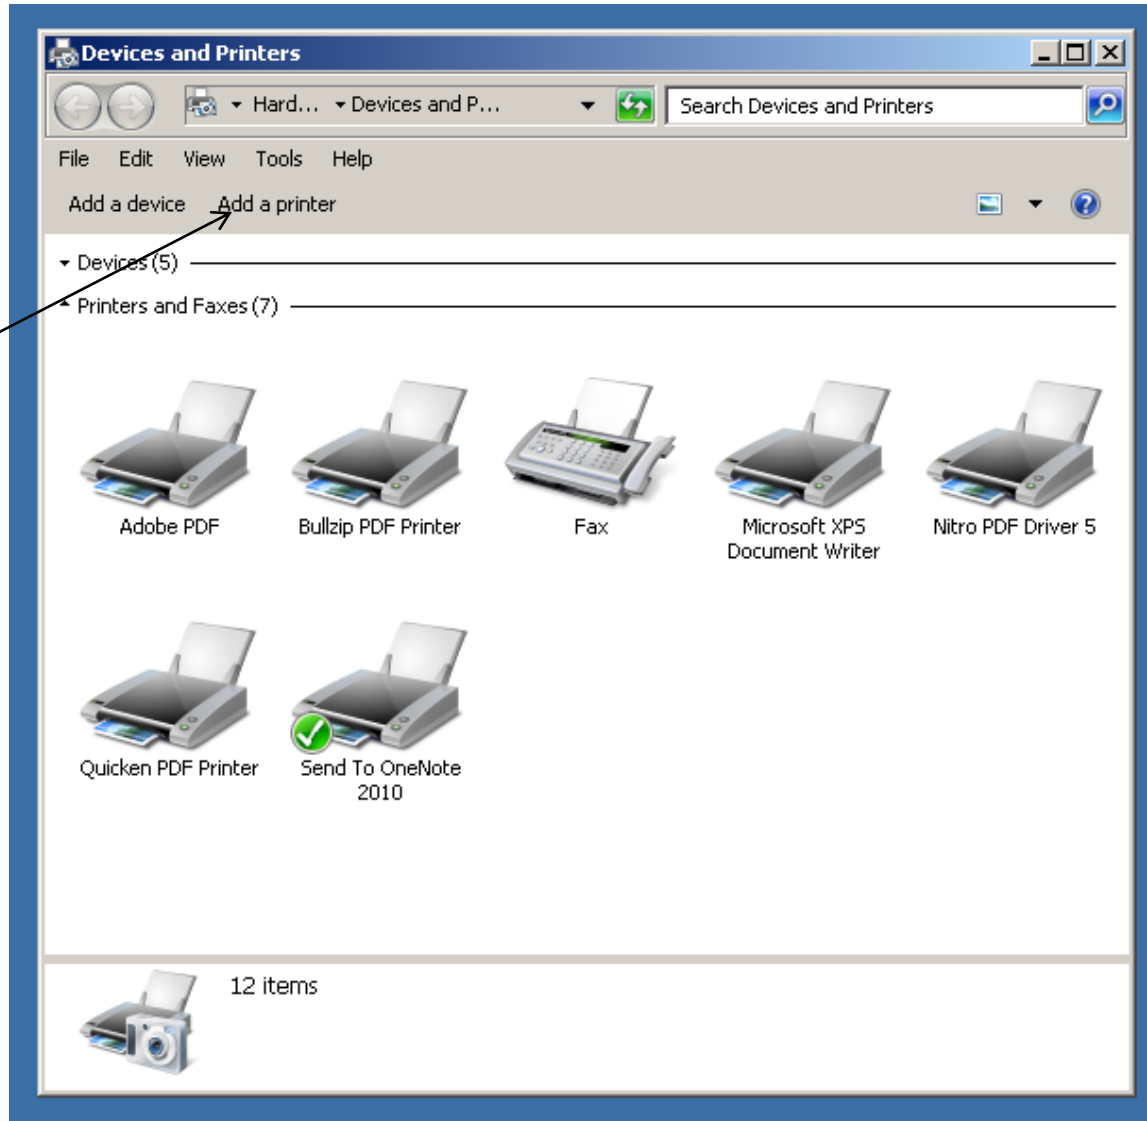 Devices and Printers
Hard... Devices and P... Search Devices and Printers
File Edit View Tools Help
Add a device Add a printer
Devices (5)
Printers and Faxes (7)
Adobe PDF Bullzip PDF Printer Fax Microsoft XPS Document Writer Nitro PDF Driver 5
Quicken PDF Printer Send To OneNote 2010
12 items